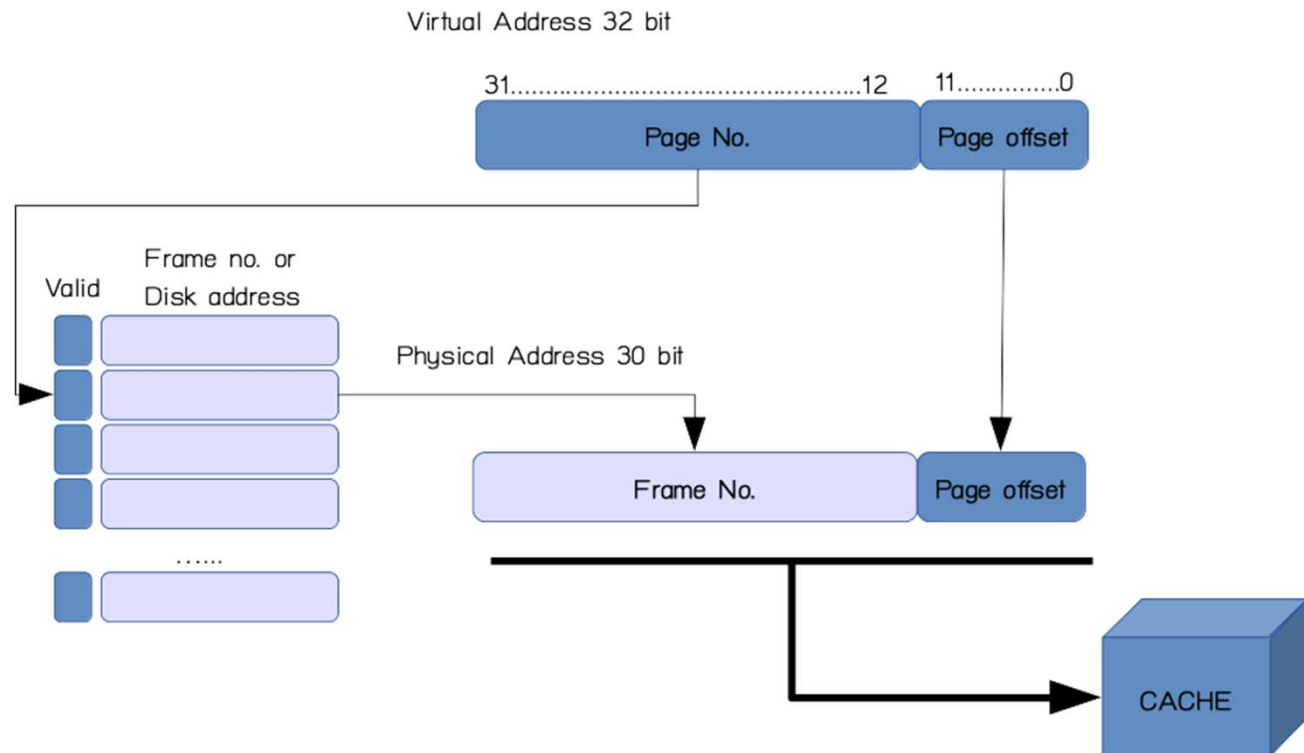 Virtual Address 32 bit
31................................................12
11...............0
Page No.
Page offset
Frame no. or
Valid
Disk address
Physical Address 30 bit
Frame No.
Page offset
......
CACHE